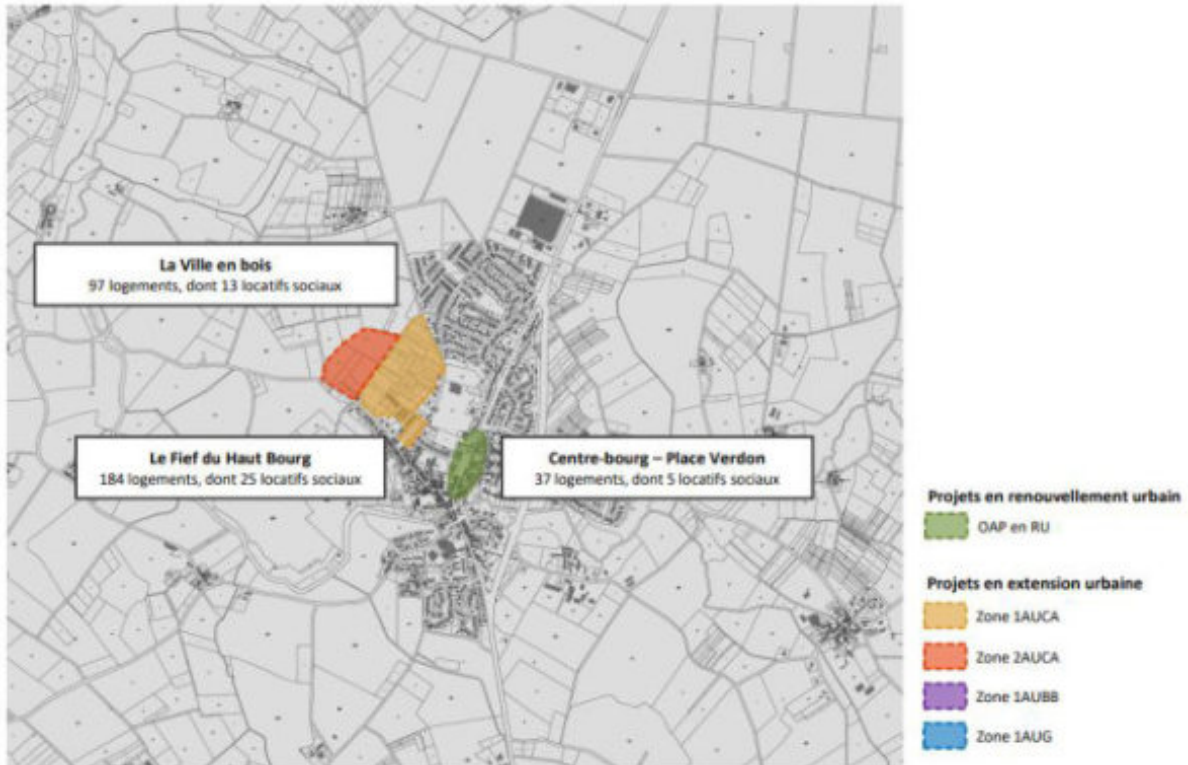 La Ville en bois
97 logements, dont 13 locatifs sociaux
Le Fief du Haut Bourg
184 logements, dont 25 locatifs sociaux
Centre-bourg – Place Verdon
37 logements, dont 5 locatifs sociaux
Projets en renouvellement urbain
OAP en RU
Projets en extension urbaine
Zone 1AUCA
Zone 2AUCA
Zone 1AUBB
Zone 1AUG